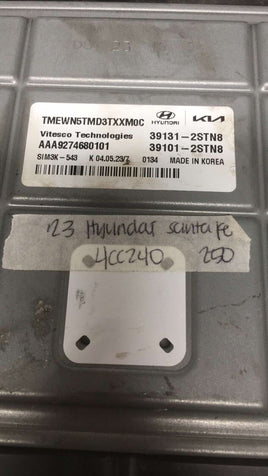 HYUNDAI KIA
TMEWN5TMD3TXXM0C
Vitesco Technologies 39131-2STN8
AAA9274680101 39101-2STN8
SIM3K-543 K 04.05.23/7 0134 MADE IN KOREA
'23 Hyundai santa fe
4CC240 250